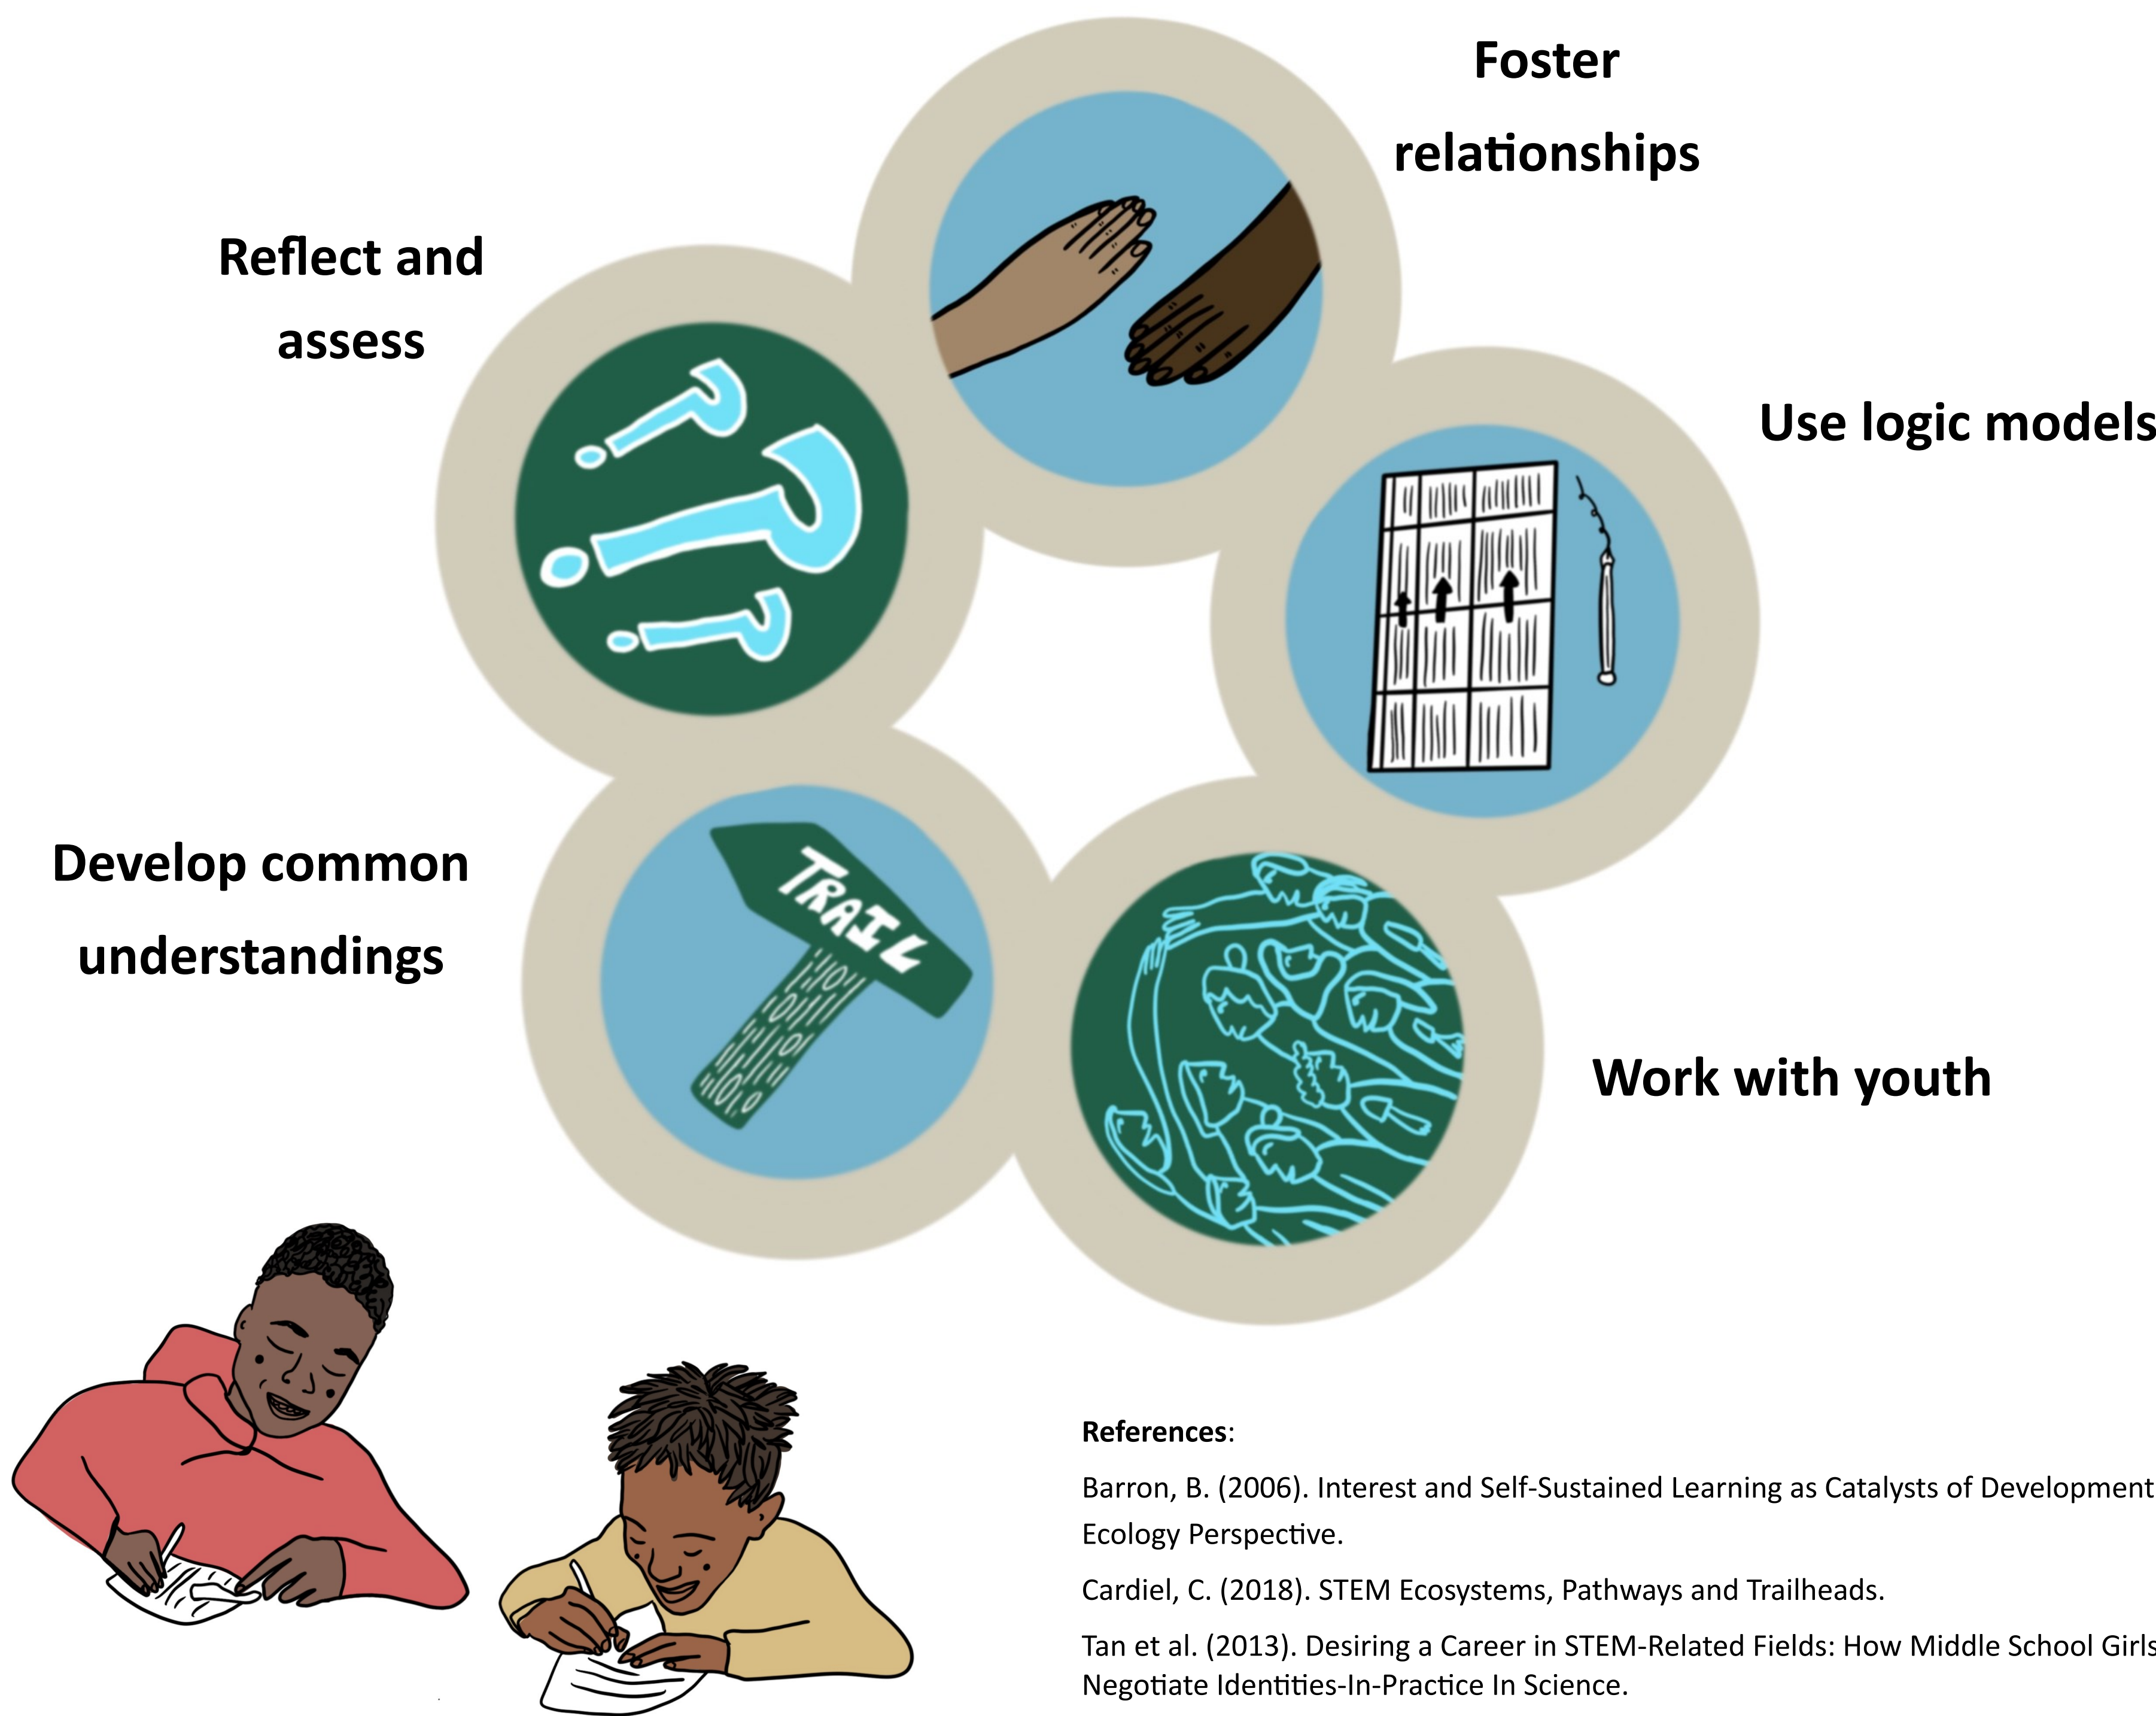 Foster
relationships
Reflect and
assess
Use logic models
Develop common
understandings
TRAIL
Work with youth
References:
Barron, B. (2006). Interest and Self-Sustained Learning as Catalysts of Development
Ecology Perspective.
Cardiel, C. (2018). STEM Ecosystems, Pathways and Trailheads.
Tan et al. (2013). Desiring a Career in STEM-Related Fields: How Middle School Girls
Negotiate Identities-In-Practice In Science.